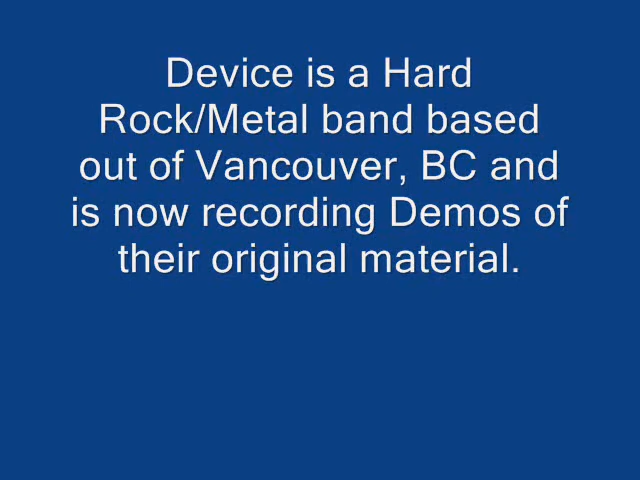 Device is a Hard
Rock/Metal band based
out of Vancouver, BC and
is now recording Demos of
their original material.